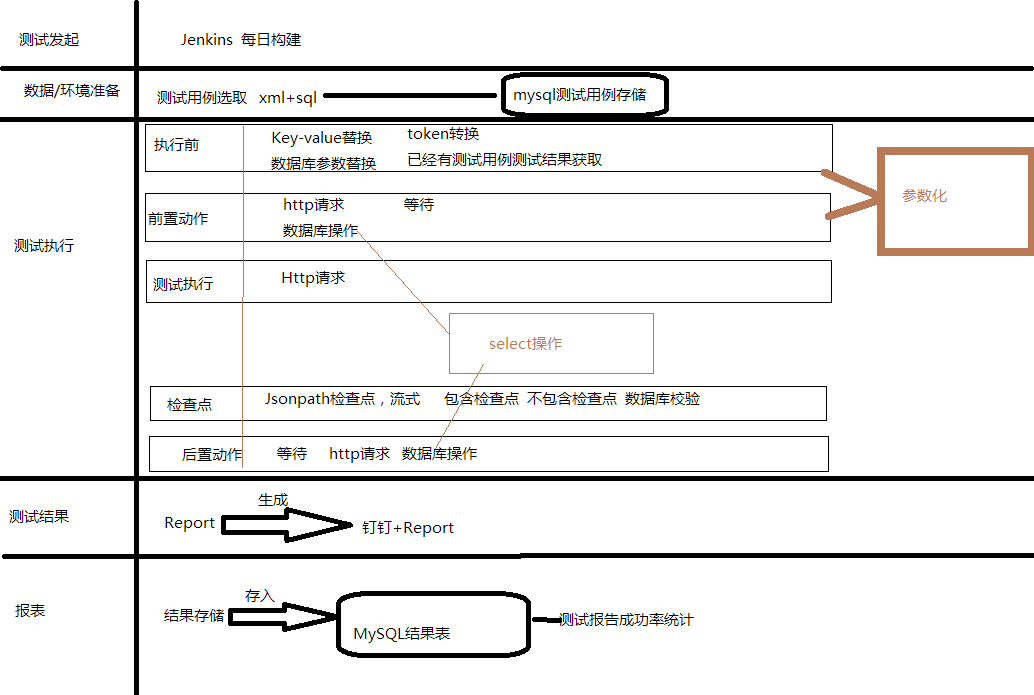 测试发起
Jenkins 每日构建
数据/环境准备
测试用例选取 xml+sql
mysql测试用例存储
测试执行
执行前
Key-value替换
token转换
数据库参数替换
已经有测试用例测试结果获取
参数化
前置动作
http请求
等待
数据库操作
测试执行
Http请求
select操作
检查点
Jsonpath检查点，流式 包含检查点 不包含检查点 数据库校验
后置动作
等待 http请求 数据库操作
测试结果
Report
生成
钉钉+Report
报表
结果存储
存入
MySQL结果表
测试报告成功率统计